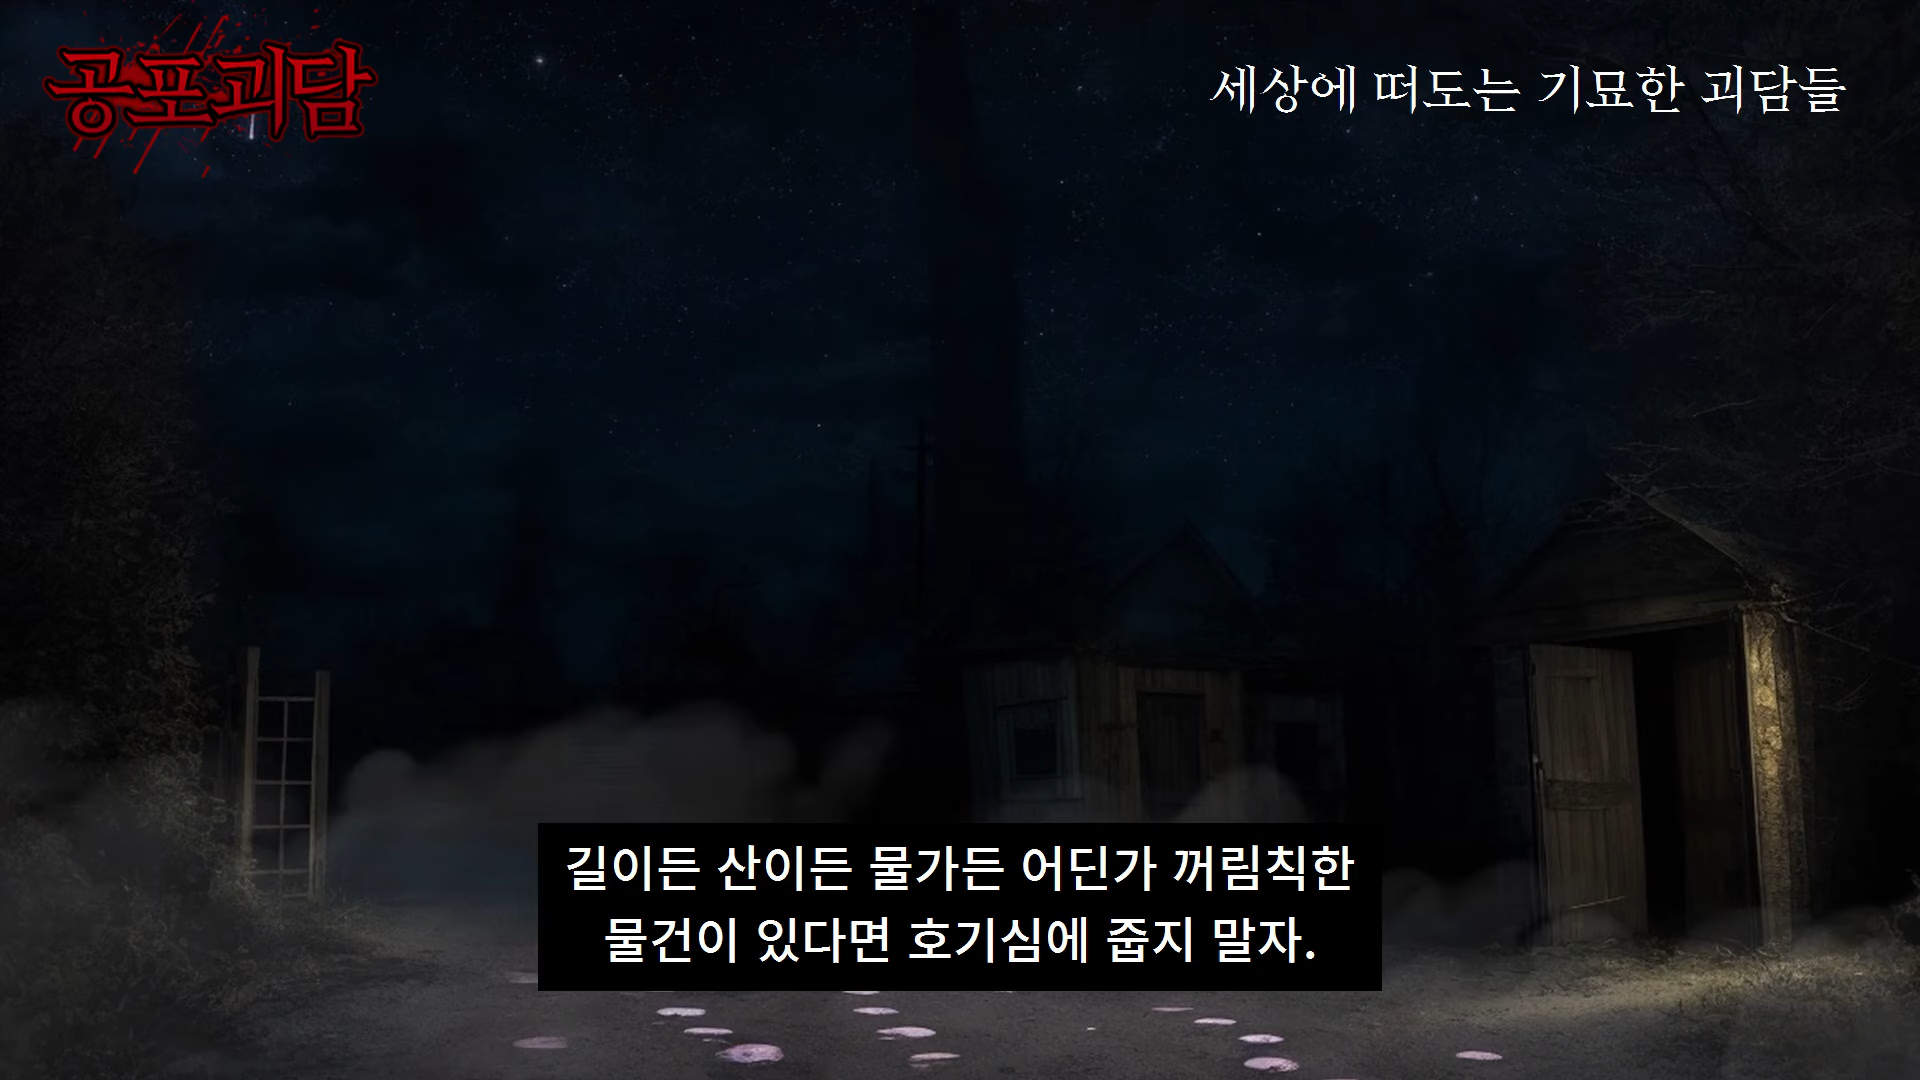 공포괴담
세상에 떠도는 기묘한 괴담들
길이든 산이든 물가든 어딘가 꺼림칙한
물건이 있다면 호기심에 줍지 말자.